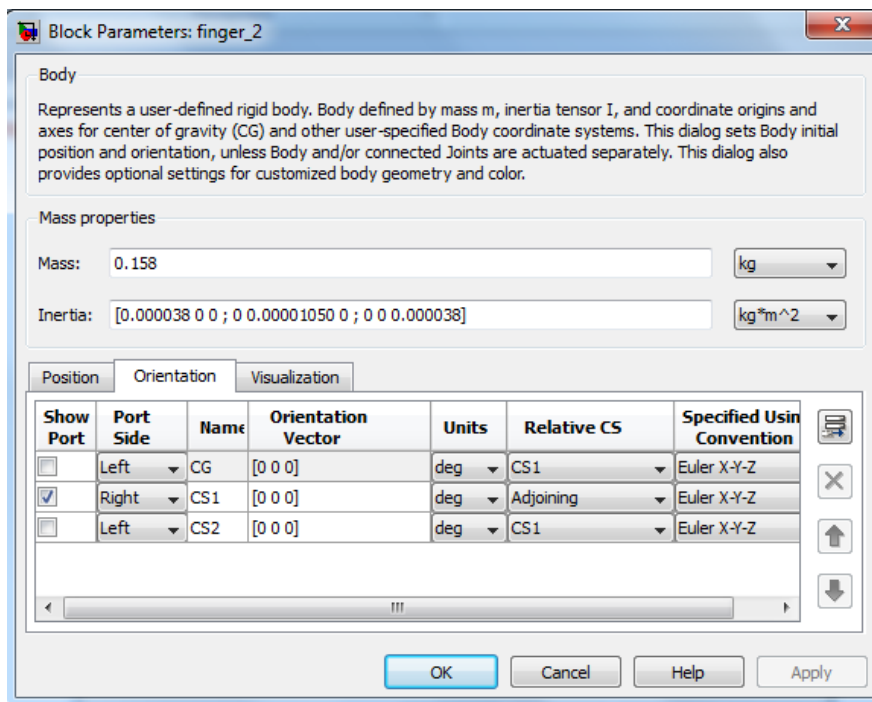 Block Parameters: finger_2
Body
Represents a user-defined rigid body. Body defined by mass m, inertia tensor I, and coordinate origins and
axes for center of gravity (CG) and other user-specified Body coordinate systems. This dialog sets Body initial
position and orientation, unless Body and/or connected Joints are actuated separately. This dialog also
provides optional settings for customized body geometry and color.
Mass properties
Mass: 0.158 kg
Inertia: [0.000038 0 0 ; 0 0.00001050 0 ; 0 0 0.000038] kg*m^2
Position Orientation Visualization
Show Port Orientation Specified Usin
Port Side Name Vector Units Relative CS Convention
Left CG [0 0 0] deg CS1 Euler X-Y-Z
Right CS1 [0 0 0] deg Adjoining Euler X-Y-Z
Left CS2 [0 0 0] deg CS1 Euler X-Y-Z
OK Cancel Help Apply